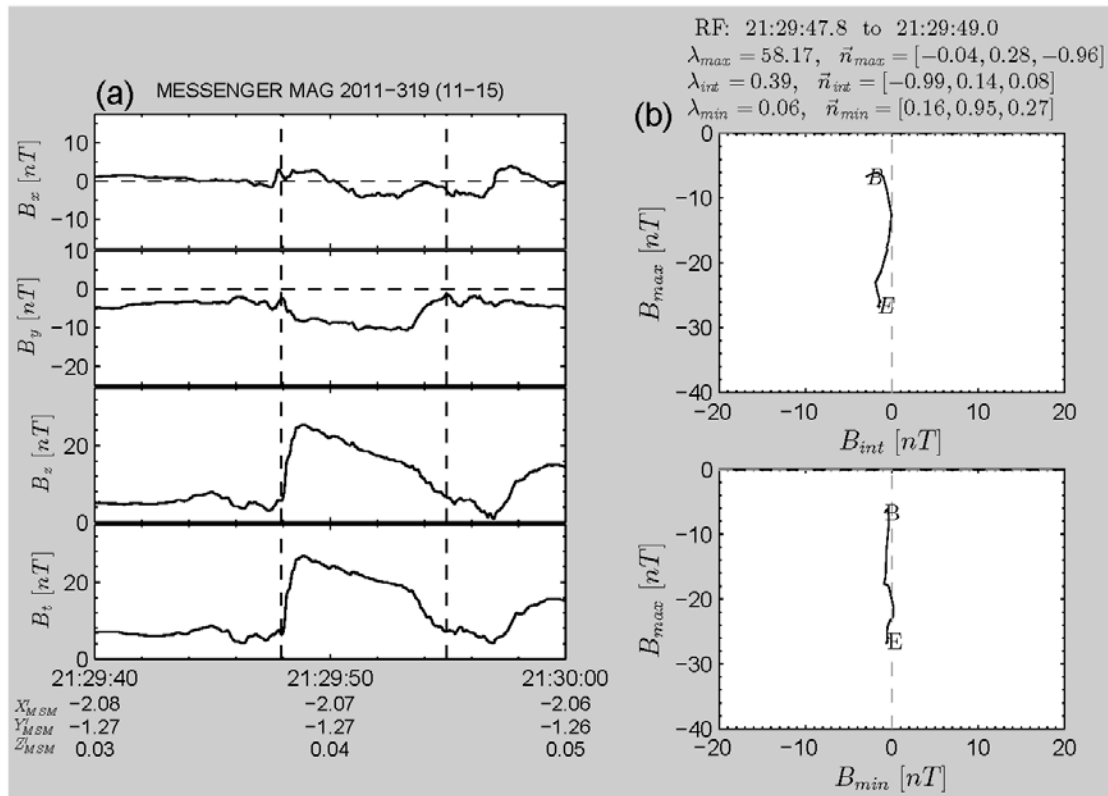 RF: 21:29:47.8 to 21:29:49.0
λmax = 58.17, n⃗max = [−0.04, 0.28, −0.96]
λint = 0.39, n⃗int = [−0.99, 0.14, 0.08]
λmin = 0.06, n⃗min = [0.16, 0.95, 0.27]
(a) MESSENGER MAG 2011−319 (11−15)
Bx [nT]
10
0
−10
By [nT]
10
0
−10
−20
Bz [nT]
20
0
Bt [nT]
20
0
21:29:40 21:29:50 21:30:00
X′MSM −2.08 −2.07 −2.06
Y′MSM −1.27 −1.27 −1.26
Z′MSM 0.03 0.04 0.05
(b)
Bmax [nT]
0
−10
−20
−30
−40
B
E
−20 −10 0 10 20
Bint [nT]
Bmax [nT]
0
−10
−20
−30
−40
B
E
−20 −10 0 10 20
Bmin [nT]